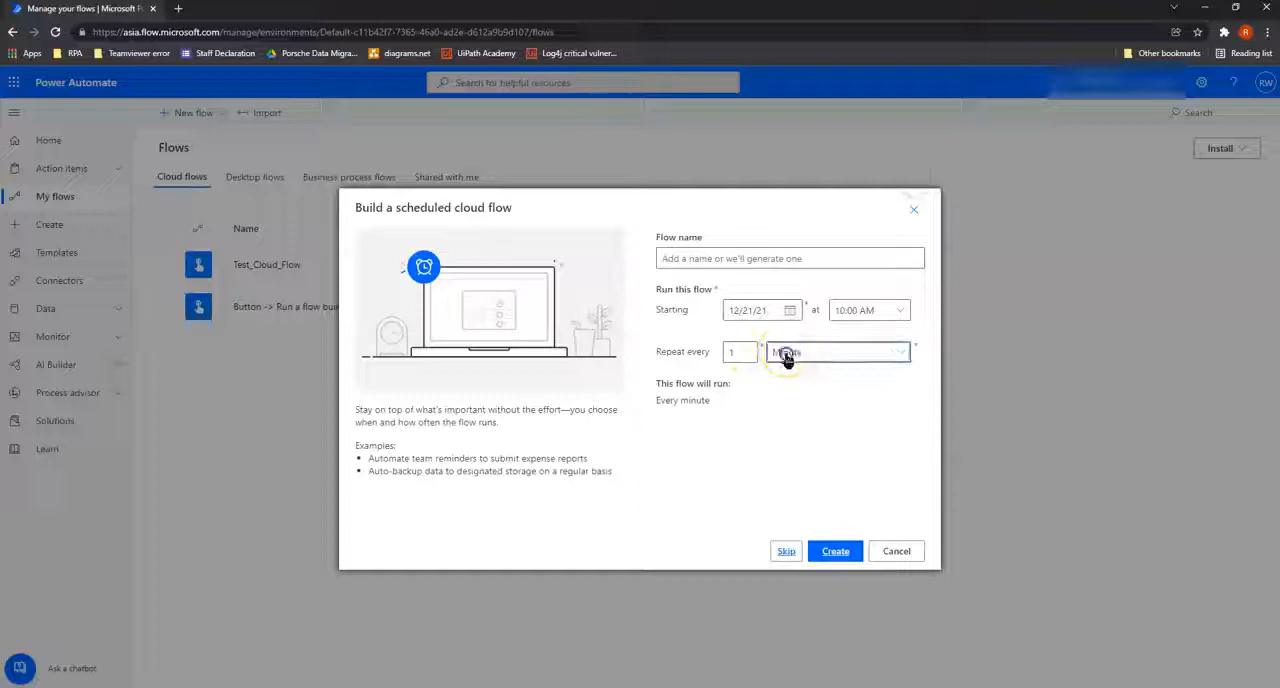 Manage your flows | Microsoft P
https://asia.flow.microsoft.com/manage/environments/Default-c11b42f7-7365-46a0-ad2e-d612a9b9d107/flows
Apps RPA Teamviewer error Staff Declaration Porsche Data Migra... diagrams.net UiPath Academy Log4j critical vulner... Other bookmarks Reading list
Power Automate Search for helpful resources ? RW
New flow Import Search
Home
Action items
My flows
Create
Templates
Connectors
Data
Monitor
AI Builder
Process advisor
Solutions
Learn
Ask a chatbot
Flows
Install
Cloud flows Desktop flows Business process flows Shared with me
Name
Test_Cloud_Flow
Button -> Run a flow bui
Build a scheduled cloud flow
Stay on top of what's important without the effort—you choose
when and how often the flow runs.
Examples:
▪ Automate team reminders to submit expense reports
▪ Auto-backup data to designated storage on a regular basis
Flow name
Add a name or we'll generate one
Run this flow *
Starting 12/21/21 * at 10:00 AM
Repeat every 1 * Minute *
This flow will run:
Every minute
Skip Create Cancel